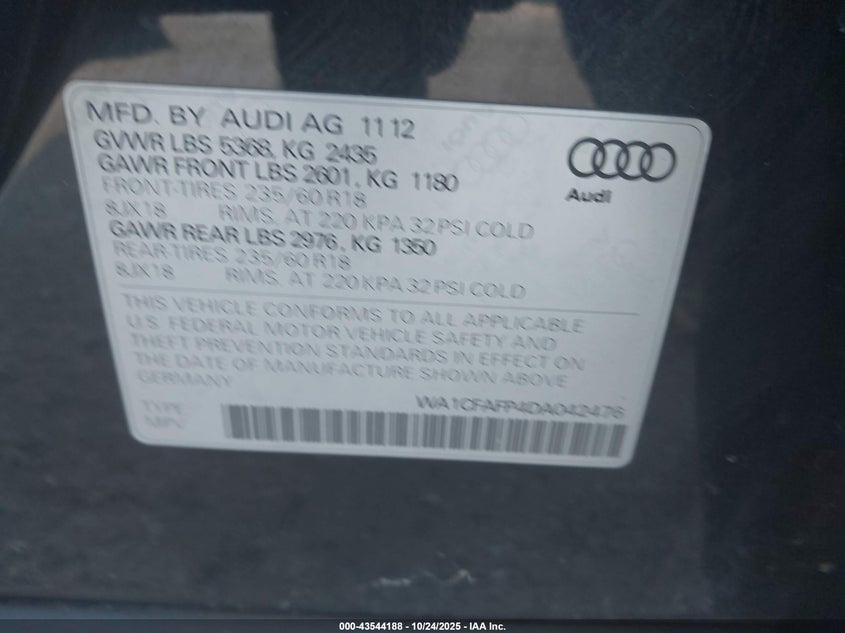 MFD. BY AUDI AG 11 12
GVWR LBS 5368, KG 2435
GAWR FRONT LBS 2601, KG 1180
FRONT-TIRES 235/60 R18
8JX18 RIMS. AT 220 KPA 32 PSI COLD
GAWR REAR LBS 2976, KG 1350
REAR-TIRES 235/60 R18
8JX18 RIMS. AT 220 KPA 32 PSI COLD
Audi
THIS VEHICLE CONFORMS TO ALL APPLICABLE
U.S. FEDERAL MOTOR VEHICLE SAFETY AND
THEFT PREVENTION STANDARDS IN EFFECT ON
THE DATE OF MANUFACTURE SHOWN ABOVE
GERMANY
WA1CFAFP4DA042476
TYPE:
MPV
000-43544188 - 10/24/2025 - IAA Inc.